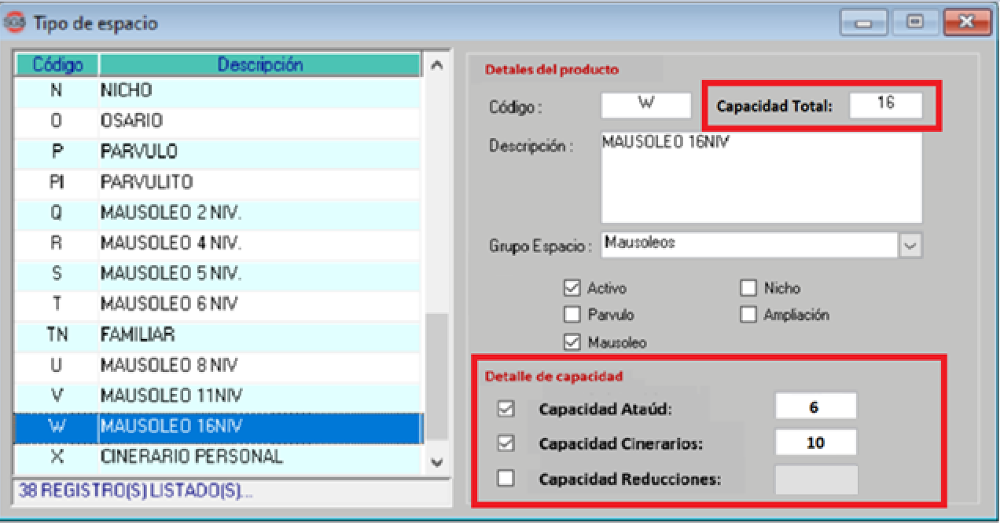 SGS Tipo de espacio
Código Descripción
N NICHO
O OSARIO
P PARVULO
PI PARVULITO
Q MAUSOLEO 2 NIV.
R MAUSOLEO 4 NIV.
S MAUSOLEO 5 NIV.
T MAUSOLEO 6 NIV
TN FAMILIAR
U MAUSOLEO 8 NIV
V MAUSOLEO 11NIV
W MAUSOLEO 16NIV
X CINERARIO PERSONAL
38 REGISTRO(S) LISTADO(S)...
Detales del producto
Código : W Capacidad Total: 16
Descripción : MAUSOLEO 16NIV
Grupo Espacio : Mausoleos
Activo Nicho
Parvulo Ampliación
Mausoleo
Detalle de capacidad
Capacidad Ataúd: 6
Capacidad Cinerarios: 10
Capacidad Reducciones: